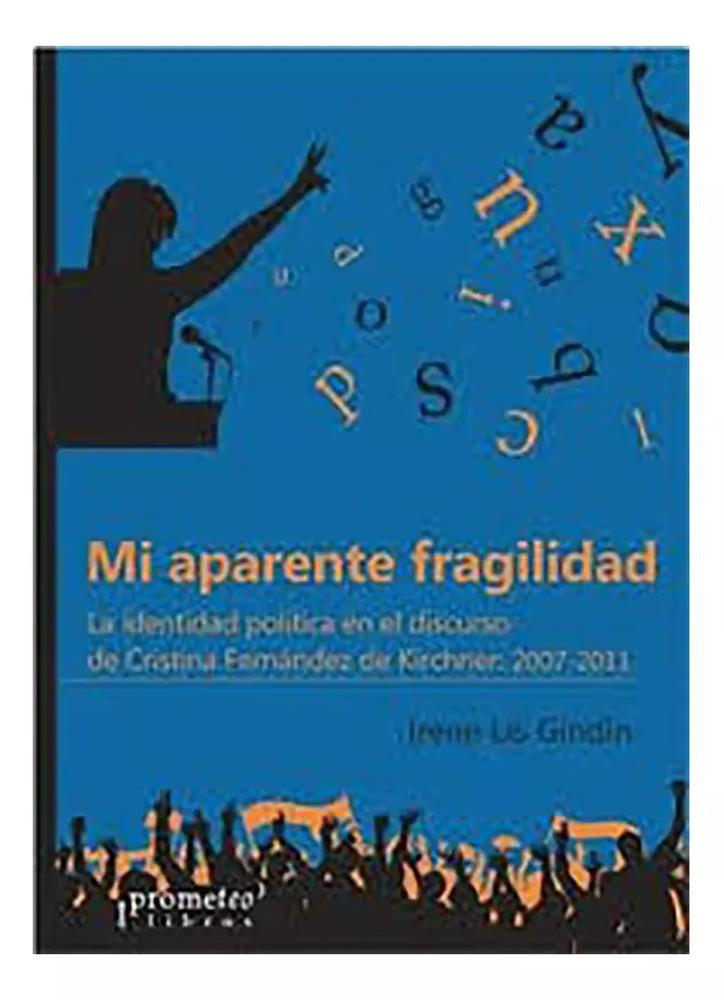 a
y
g
n
x
p
u
u
i
o
p
d
s
d
c
l
Mi aparente fragilidad
La identidad política en el discurso
de Cristina Fernández de Kirchner: 2007-2011
Irene Lis Gindin
prometeo
libros